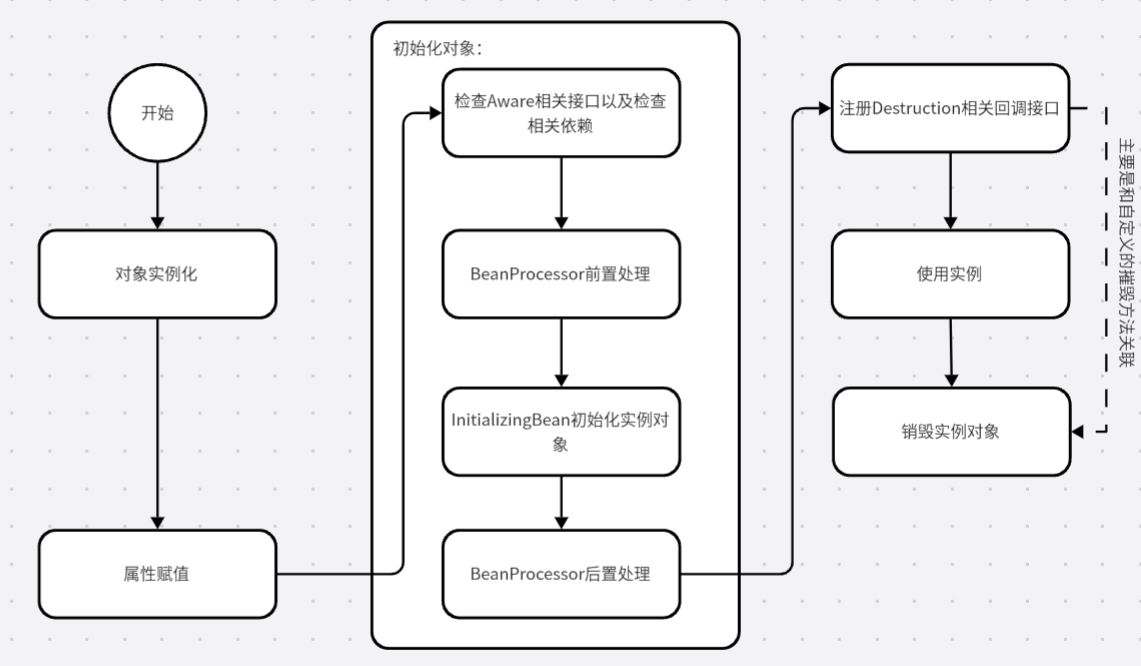 开始
对象实例化
属性赋值
初始化对象：
检查Aware相关接口以及检查
相关依赖
BeanProcessor前置处理
InitializingBean初始化实例对
象
BeanProcessor后置处理
注册Destruction相关回调接口
使用实例
销毁实例对象
主要是和自定义的摧毁方法关联